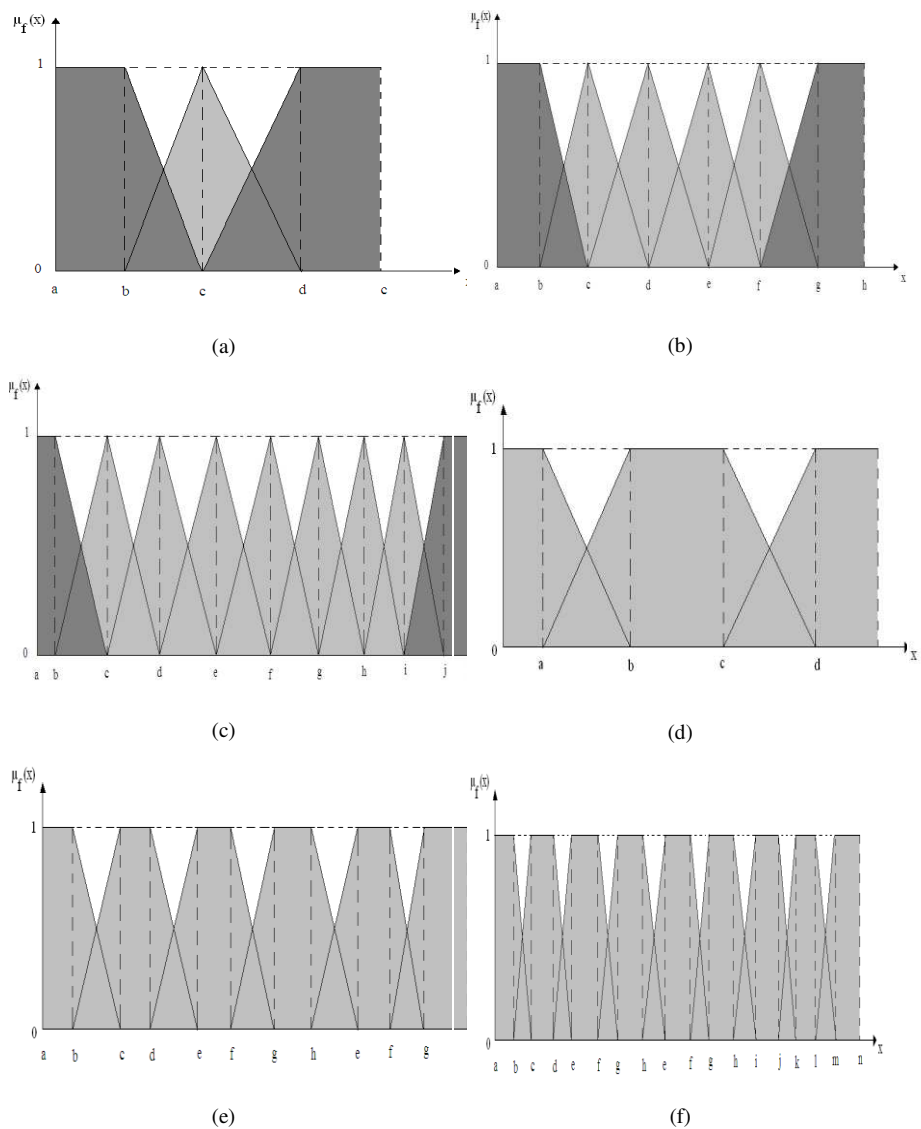 μf(x)
1
0
a b c d c x
(a)
μf(x)
1
0
a b c d e f g h x
(b)
μf(x)
1
0
a b c d e f g h i j
(c)
μf(x)
1
0
a b c d x
(d)
μf(x)
1
0
a b c d e f g h e f g
(e)
μf(x)
1
0
a b c d e f g h e f g h i j k l m n x
(f)